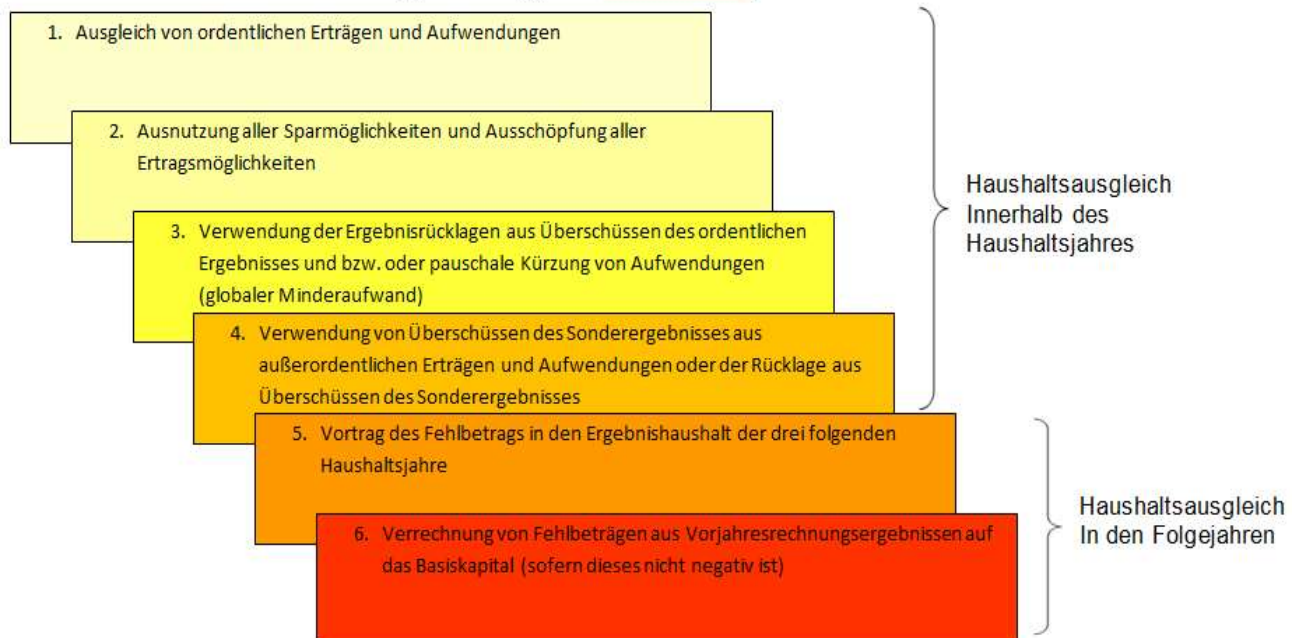 1. Ausgleich von ordentlichen Erträgen und Aufwendungen
2. Ausnutzung aller Sparmöglichkeiten und Ausschöpfung aller
Ertragsmöglichkeiten
3. Verwendung der Ergebnisrücklagen aus Überschüssen des ordentlichen
Ergebnisses und bzw. oder pauschale Kürzung von Aufwendungen
(globaler Minderaufwand)
4. Verwendung von Überschüssen des Sonderergebnisses aus
außerordentlichen Erträgen und Aufwendungen oder der Rücklage aus
Überschüssen des Sonderergebnisses
Haushaltsausgleich
Innerhalb des
Haushaltsjahres
5. Vortrag des Fehlbetrags in den Ergebnishaushalt der drei folgenden
Haushaltsjahre
6. Verrechnung von Fehlbeträgen aus Vorjahresrechnungsergebnissen auf
das Basiskapital (sofern dieses nicht negativ ist)
Haushaltsausgleich
In den Folgejahren